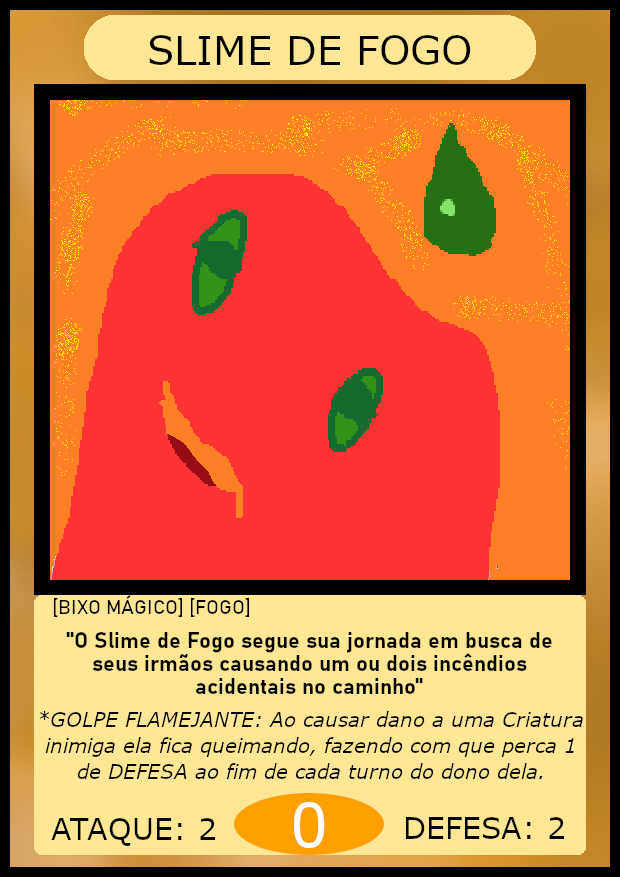 SLIME DE FOGO
[BIXO MÁGICO] [FOGO]
"O Slime de Fogo segue sua jornada em busca de
seus irmãos causando um ou dois incêndios
acidentais no caminho"
*GOLPE FLAMEJANTE: Ao causar dano a uma Criatura
inimiga ela fica queimando, fazendo com que perca 1
de DEFESA ao fim de cada turno do dono dela.
ATAQUE: 2 0 DEFESA: 2